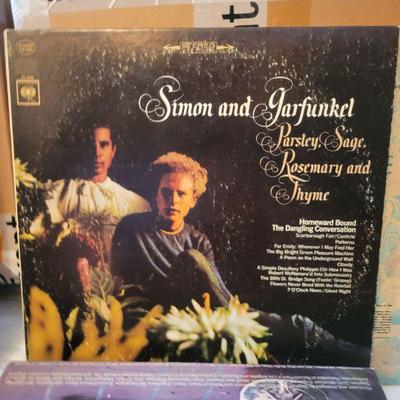 STEREO
Simon and Garfunkel
Parsley, Sage,
Rosemary and
Thyme
Homeward Bound
The Dangling Conversation
Scarborough Fair/Canticle
Patterns
For Emily, Whenever I May Find Her
The Big Bright Green Pleasure Machine
A Poem on the Underground Wall
Cloudy
A Simple Desultory Philippic (Or How I Was
Robert McNamara'd Into Submission)
The 59th St. Bridge Song (Feelin' Groovy)
Flowers Never Bend With the Rainfall
7 O'Clock News/Silent Night